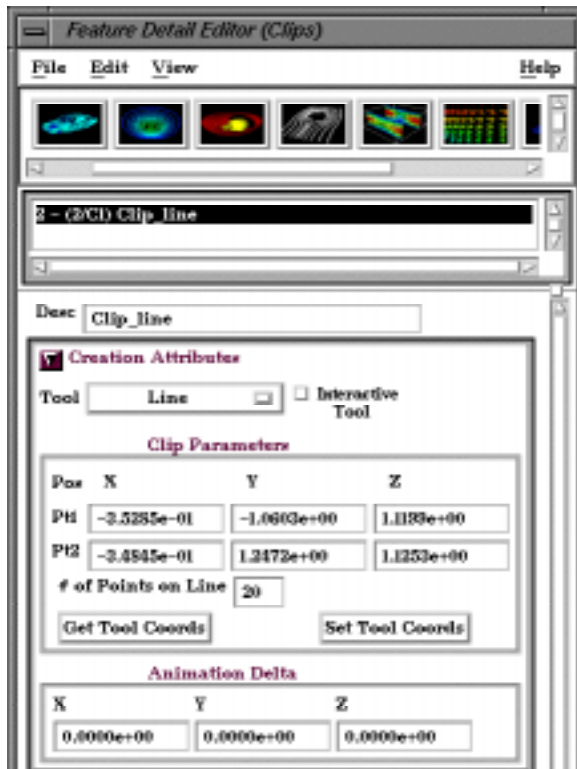 Feature Detail Editor (Clips)
File Edit View Help
2 - (2/Cl) Clip_line
Desc Clip_line
Creation Attributes
Tool Line Interactive Tool
Clip Parameters
Pos X Y Z
Pt1 -3.5285e-01 -1.0603e+00 1.1193e+00
Pt2 -3.4845e-01 1.2472e+00 1.1253e+00
# of Points on Line 20
Get Tool Coords Set Tool Coords
Animation Delta
X Y Z
0.0000e+00 0.0000e+00 0.0000e+00